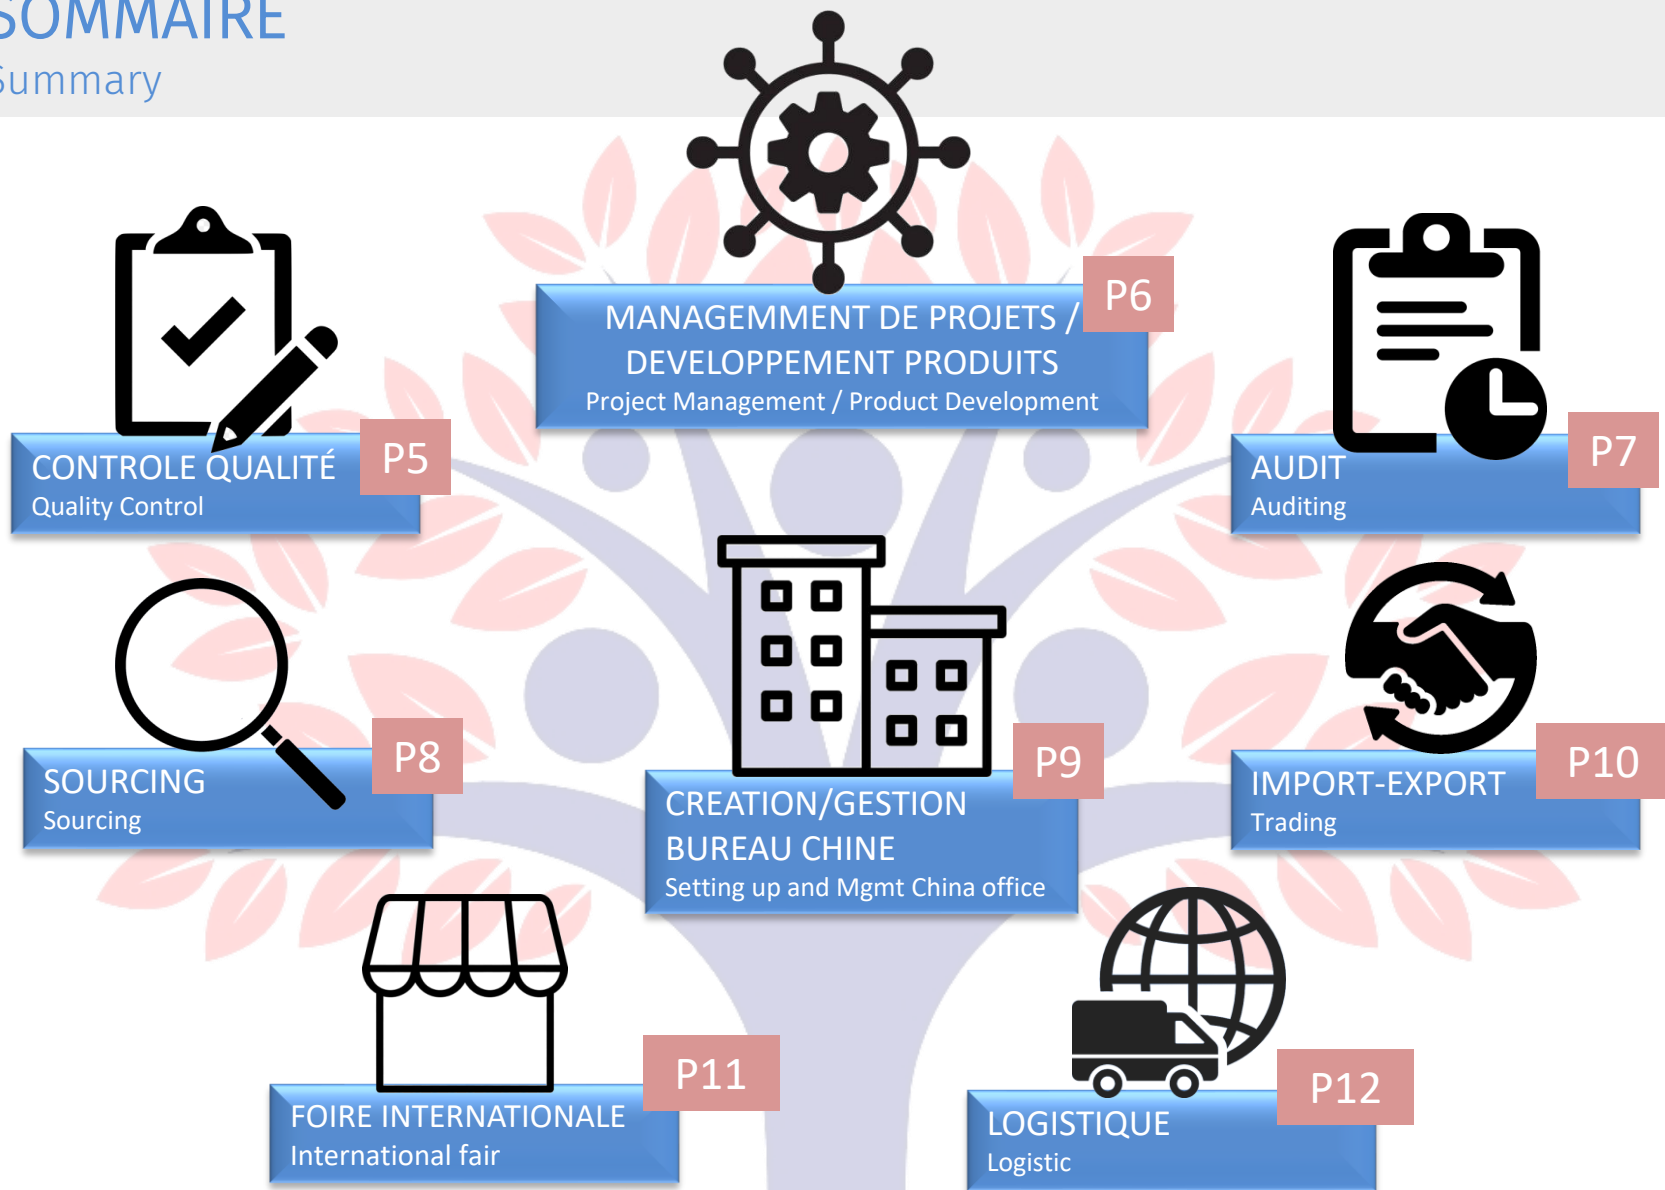 SOMMAIRE
Summary
MANAGEMMENT DE PROJETS /
DEVELOPPEMENT PRODUITS
Project Management / Product Development
P6
CONTROLE QUALITÉ
Quality Control
P5
AUDIT
Auditing
P7
SOURCING
Sourcing
P8
CREATION/GESTION
BUREAU CHINE
Setting up and Mgmt China office
P9
IMPORT-EXPORT
Trading
P10
FOIRE INTERNATIONALE
International fair
P11
LOGISTIQUE
Logistic
P12